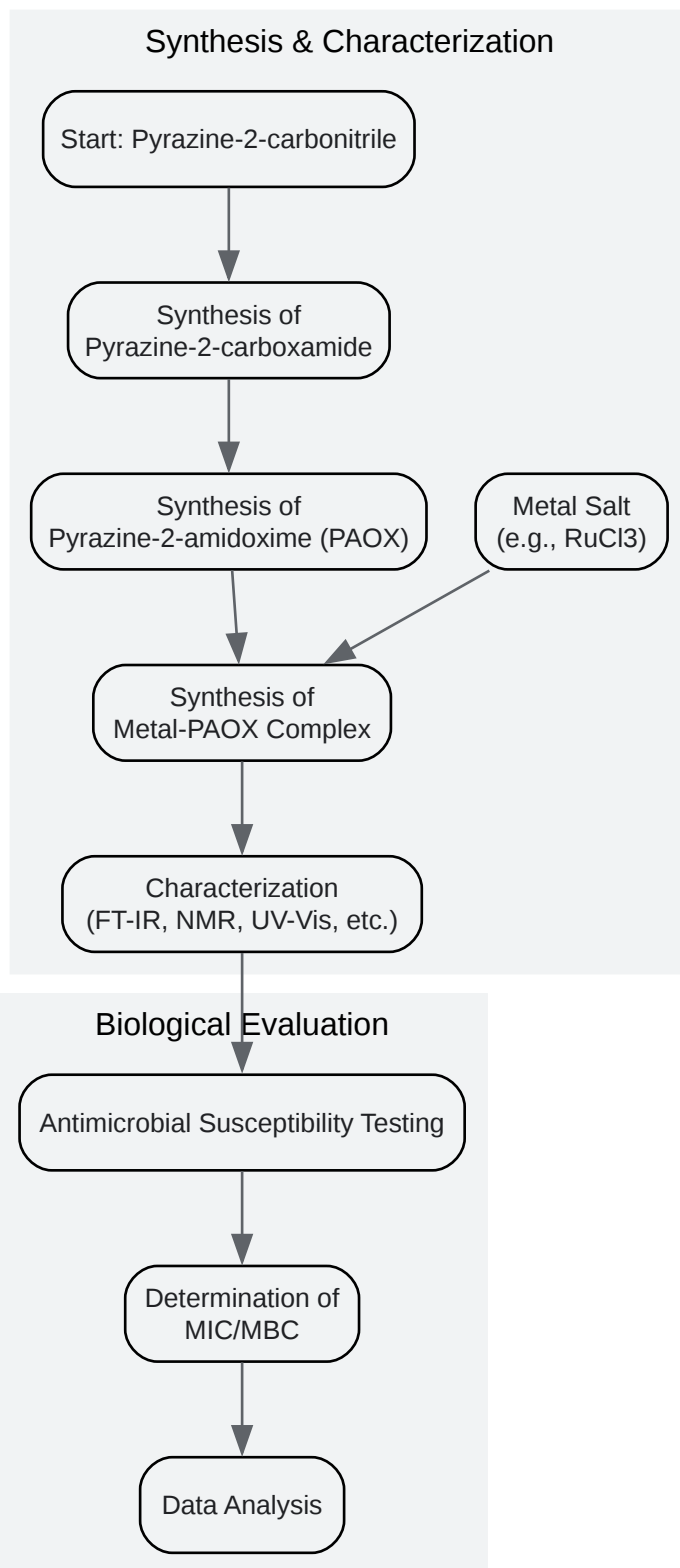 Synthesis & Characterization
Start: Pyrazine-2-carbonitrile
Synthesis of
Pyrazine-2-carboxamide
Synthesis of
Pyrazine-2-amidoxime (PAOX)
Metal Salt
(e.g., RuCl3)
Synthesis of
Metal-PAOX Complex
Characterization
(FT-IR, NMR, UV-Vis, etc.)
Biological Evaluation
Antimicrobial Susceptibility Testing
Determination of
MIC/MBC
Data Analysis